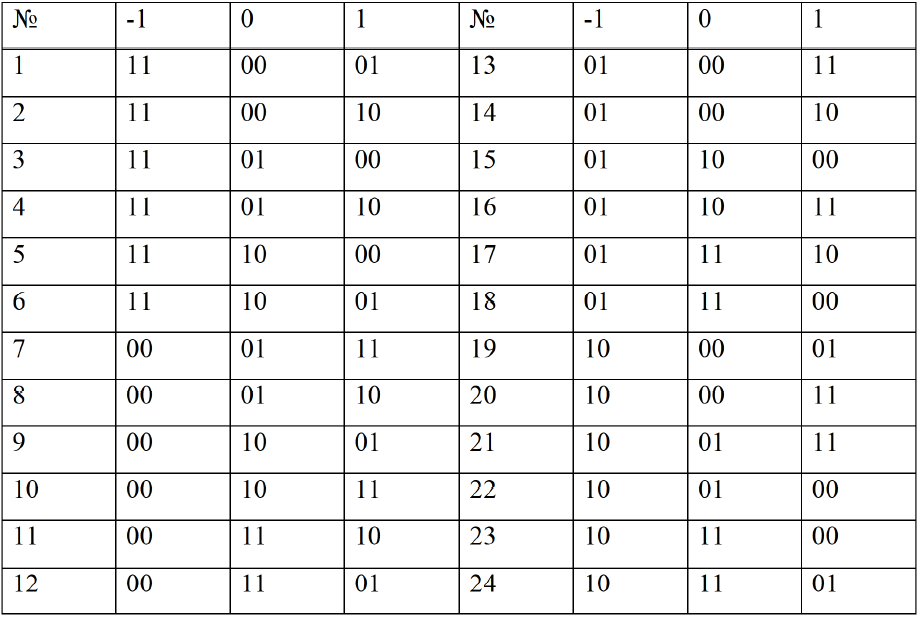 № -1 0 1 № -1 0 1
1 11 00 01 13 01 00 11
2 11 00 10 14 01 00 10
3 11 01 00 15 01 10 00
4 11 01 10 16 01 10 11
5 11 10 00 17 01 11 10
6 11 10 01 18 01 11 00
7 00 01 11 19 10 00 01
8 00 01 10 20 10 00 11
9 00 10 01 21 10 01 11
10 00 10 11 22 10 01 00
11 00 11 10 23 10 11 00
12 00 11 01 24 10 11 01